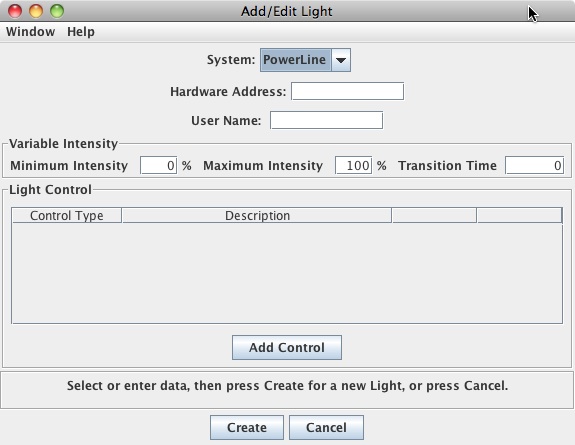 Add/Edit Light
Window Help
System: PowerLine
Hardware Address:
User Name:
Variable Intensity
Minimum Intensity 0 % Maximum Intensity 100 % Transition Time 0
Light Control
Control Type Description
Add Control
Select or enter data, then press Create for a new Light, or press Cancel.
Create Cancel